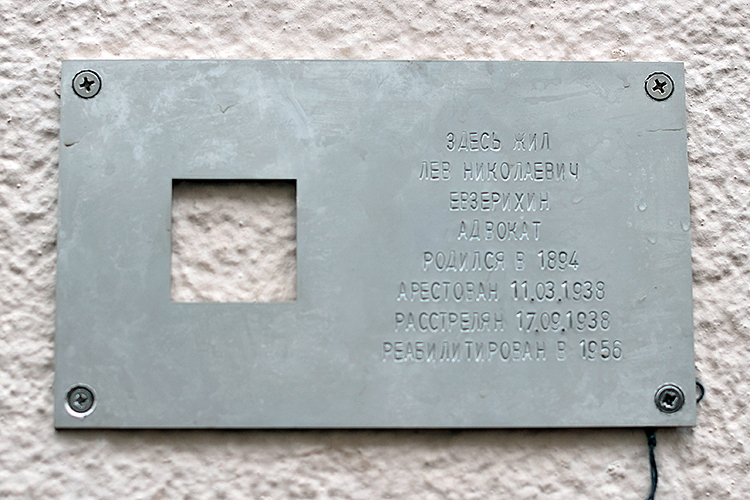 ЗДЕСЬ ЖИЛ
ЛЕВ НИКОЛАЕВИЧ
ЕВЗЕРИХИН
АДВОКАТ
РОДИЛСЯ В 1894
АРЕСТОВАН 11.03.1938
РАССТРЕЛЯН 17.09.1938
РЕАБИЛИТИРОВАН В 1956